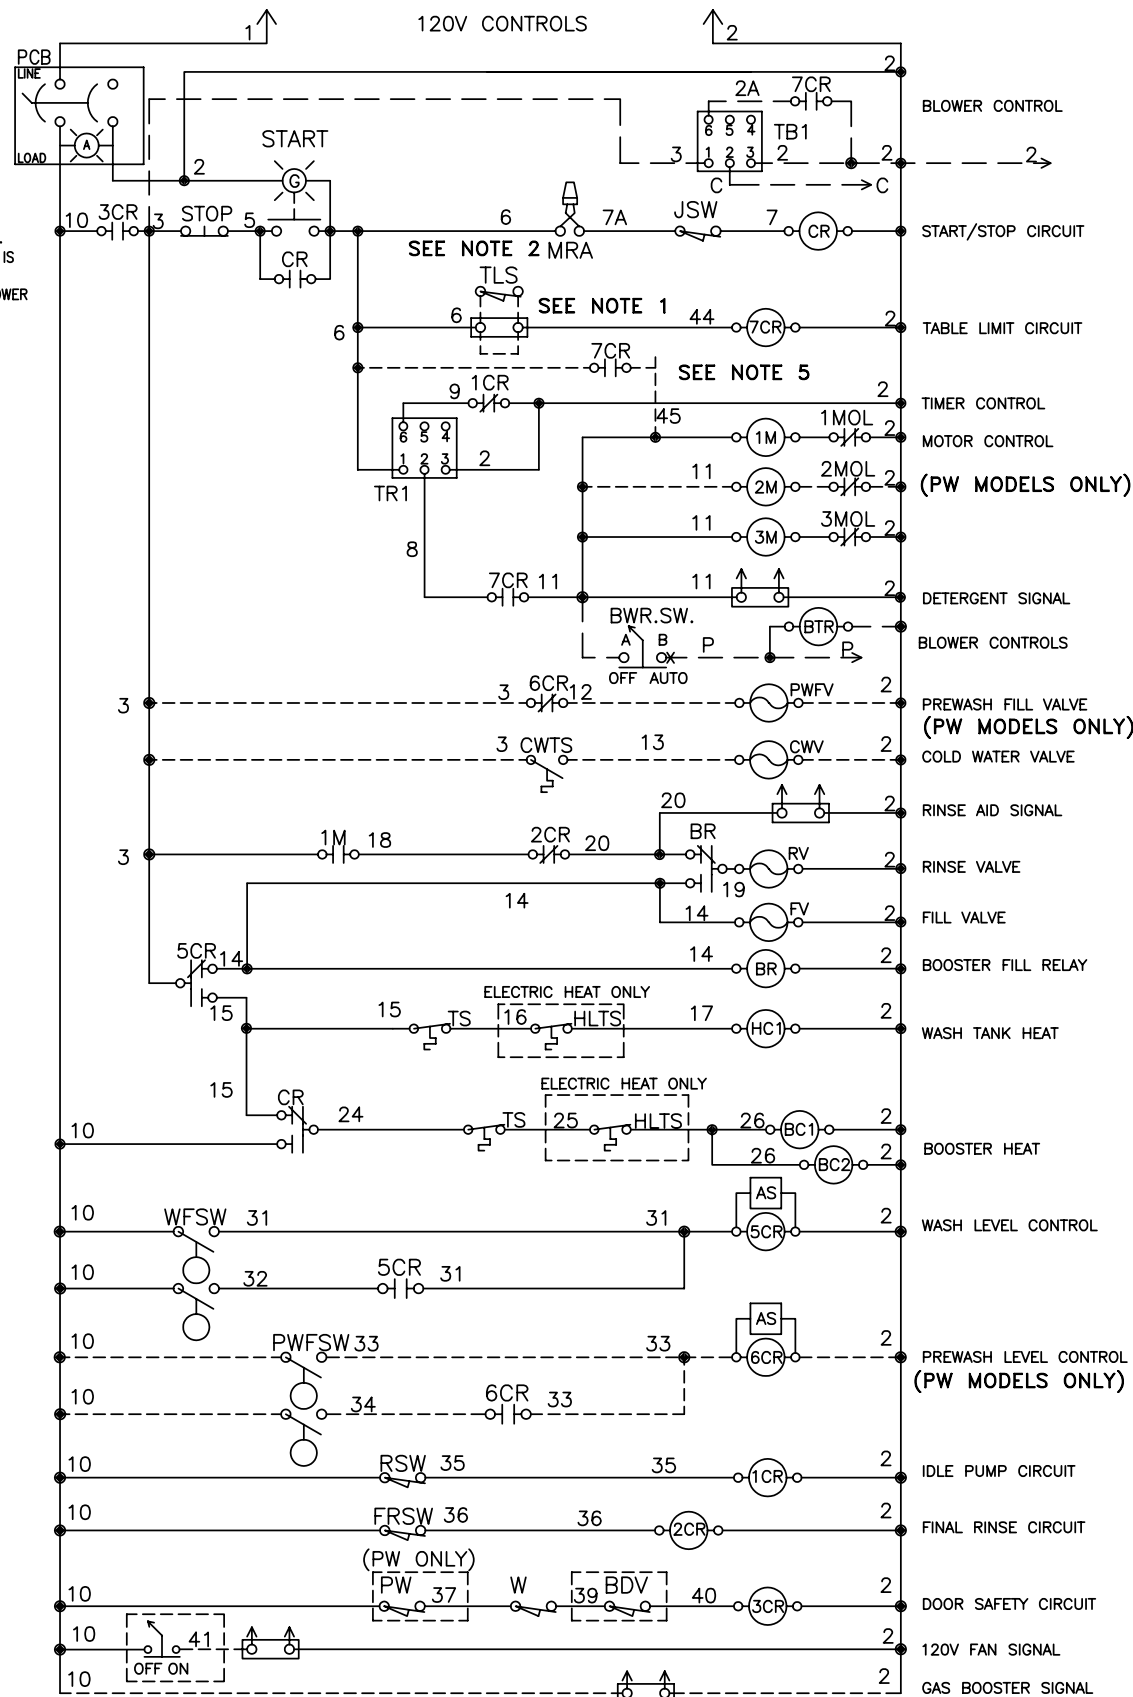 120V CONTROLS
1 2
PCB
LINE
2
7CR
2A
BLOWER CONTROL
6 5 4
TB1
START
A
LOAD
3 1 2 3 2 2 2
2
C C
G
10 3CR 3 STOP 5 6 7A JSW 7 CR START/STOP CIRCUIT
IS
SEE NOTE 2 MRA
CR
TLS
OWER
SEE NOTE 1
6 6 44 7CR 2 TABLE LIMIT CIRCUIT
7CR
SEE NOTE 5
9 1CR 2 TIMER CONTROL
45 1MOL
6 5 4
1M 2 MOTOR CONTROL
1 2 3 2
11 2MOL
2M 2 (PW MODELS ONLY)
TR1
11 3MOL
3M 2
8
7CR 11 11 2 DETERGENT SIGNAL
BWR.SW.
BTR
A B P P BLOWER CONTROLS
OFF AUTO
3 3 6CR 12 PWFV 2 PREWASH FILL VALVE
(PW MODELS ONLY)
3 CWTS 13 CWV 2 COLD WATER VALVE
20 2 RINSE AID SIGNAL
3 1M 18 2CR 20 BR RV 2 RINSE VALVE
19
14 14 FV 2 FILL VALVE
5CR 14 14 BR 2 BOOSTER FILL RELAY
ELECTRIC HEAT ONLY
15 15 TS 16 HLTS 17 HC1 2 WASH TANK HEAT
ELECTRIC HEAT ONLY
15 CR 24 TS 25 HLTS 26 BC1 2
10 BOOSTER HEAT
26 BC2 2
AS
10 WFSW 31 31 5CR 2 WASH LEVEL CONTROL
10 32 5CR 31
AS
10 PWFSW 33 33 6CR 2 PREWASH LEVEL CONTROL
(PW MODELS ONLY)
10 34 6CR 33
10 RSW 35 35 1CR 2 IDLE PUMP CIRCUIT
10 FRSW 36 36 2CR 2 FINAL RINSE CIRCUIT
(PW ONLY)
10 PW 37 W 39 BDV 40 3CR 2 DOOR SAFETY CIRCUIT
10 41 2 120V FAN SIGNAL
OFF ON
10 2 GAS BOOSTER SIGNAL